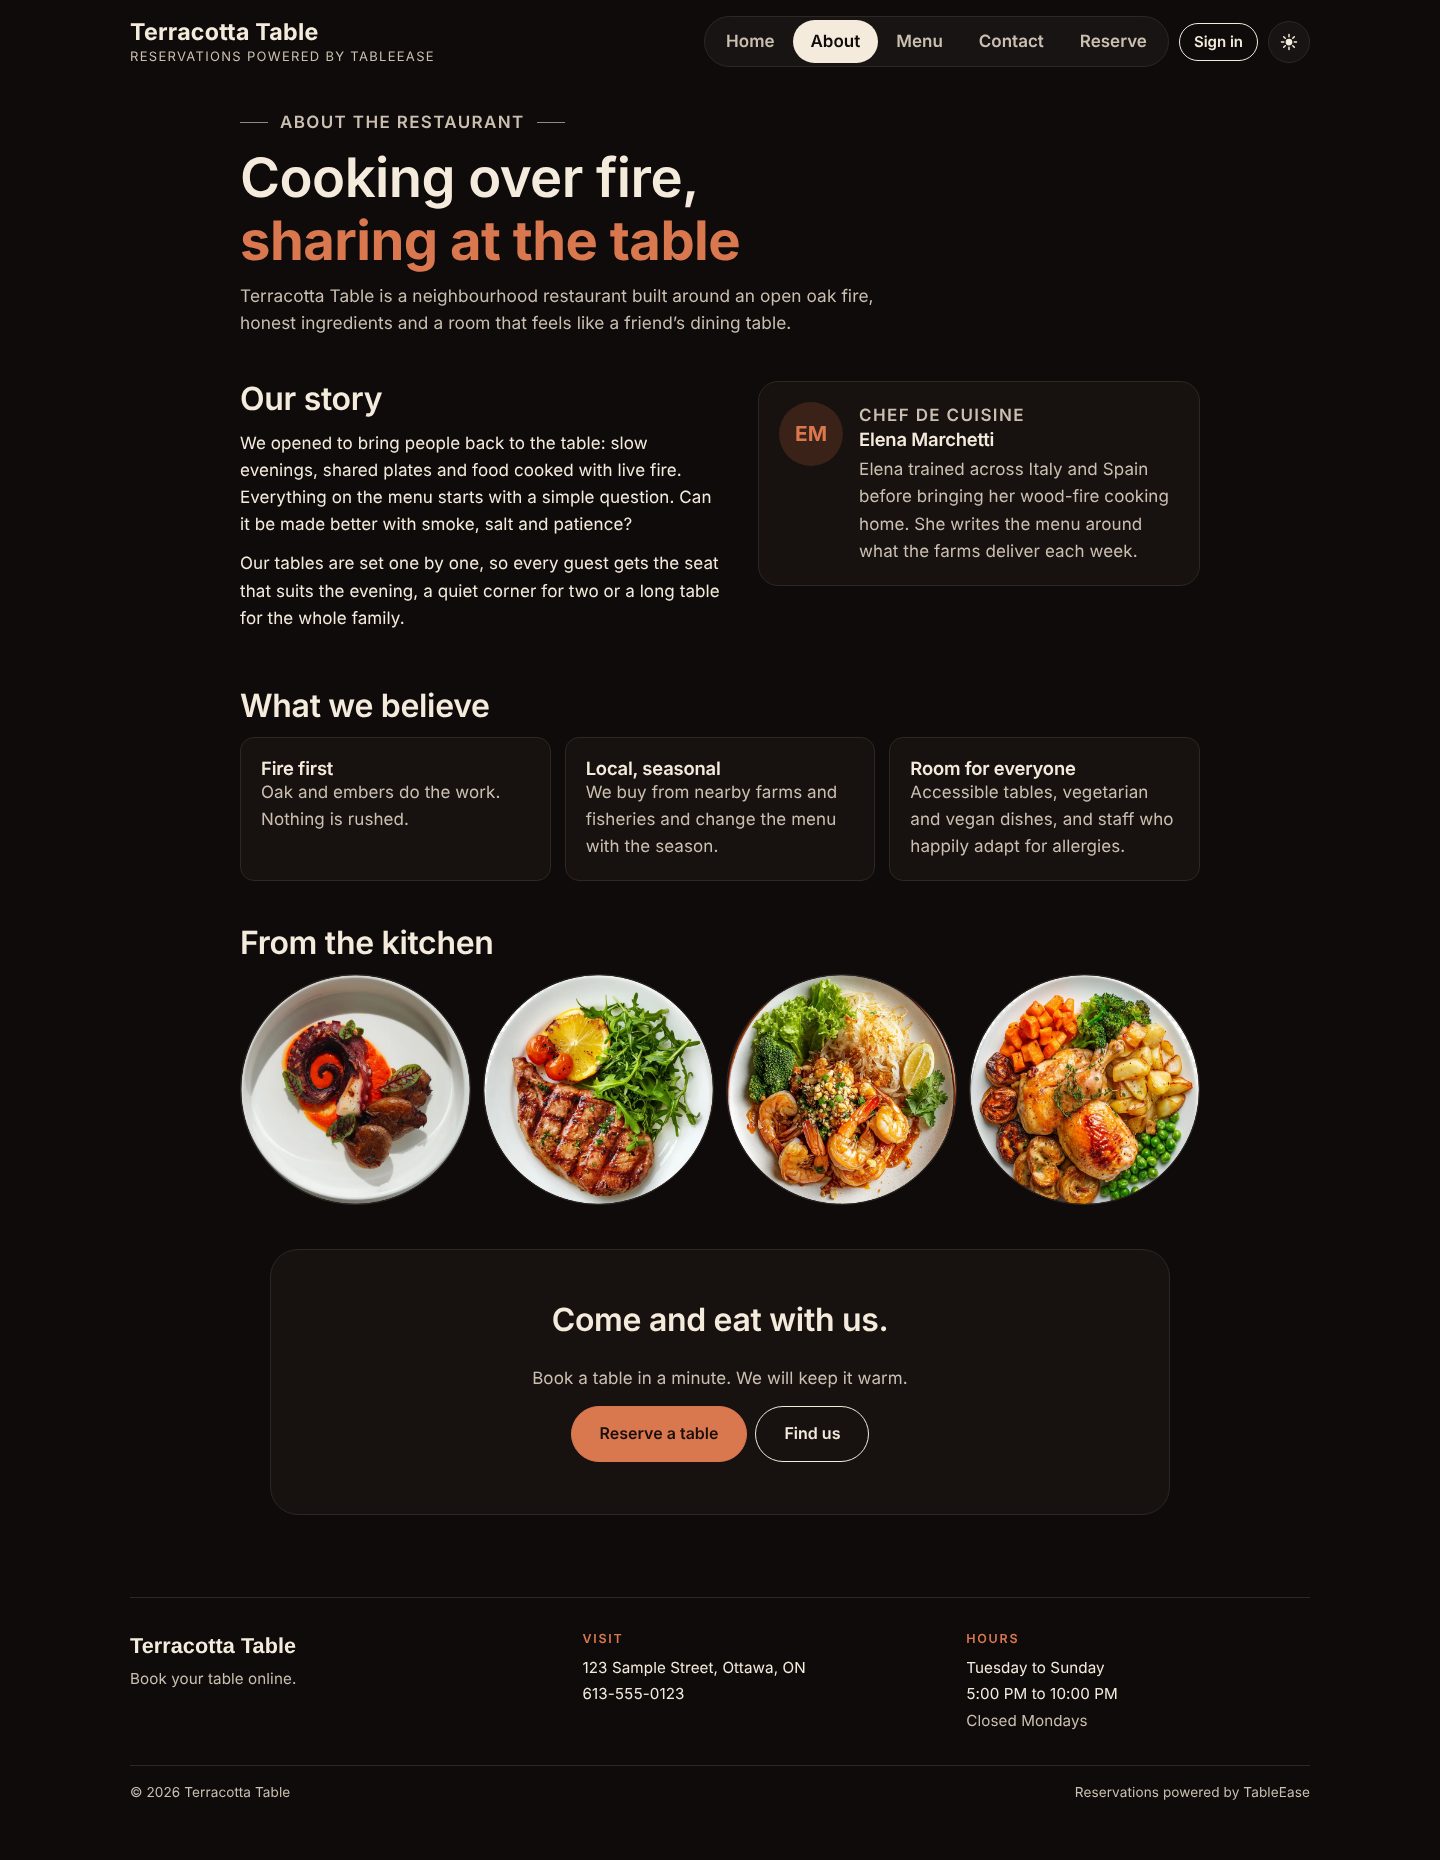 Terracotta Table
RESERVATIONS POWERED BY TABLEEASE
Home
About
Menu
Contact
Reserve
Sign in
ABOUT THE RESTAURANT
Cooking over fire,
sharing at the table
Terracotta Table is a neighbourhood restaurant built around an open oak fire,
honest ingredients and a room that feels like a friend’s dining table.
Our story
We opened to bring people back to the table: slow
evenings, shared plates and food cooked with live fire.
Everything on the menu starts with a simple question. Can
it be made better with smoke, salt and patience?
Our tables are set one by one, so every guest gets the seat
that suits the evening, a quiet corner for two or a long table
for the whole family.
EM
CHEF DE CUISINE
Elena Marchetti
Elena trained across Italy and Spain
before bringing her wood-fire cooking
home. She writes the menu around
what the farms deliver each week.
What we believe
Fire first
Oak and embers do the work.
Nothing is rushed.
Local, seasonal
We buy from nearby farms and
fisheries and change the menu
with the season.
Room for everyone
Accessible tables, vegetarian
and vegan dishes, and staff who
happily adapt for allergies.
From the kitchen
Come and eat with us.
Book a table in a minute. We will keep it warm.
Reserve a table
Find us
Terracotta Table
Book your table online.
VISIT
123 Sample Street, Ottawa, ON
613-555-0123
HOURS
Tuesday to Sunday
5:00 PM to 10:00 PM
Closed Mondays
© 2026 Terracotta Table
Reservations powered by TableEase